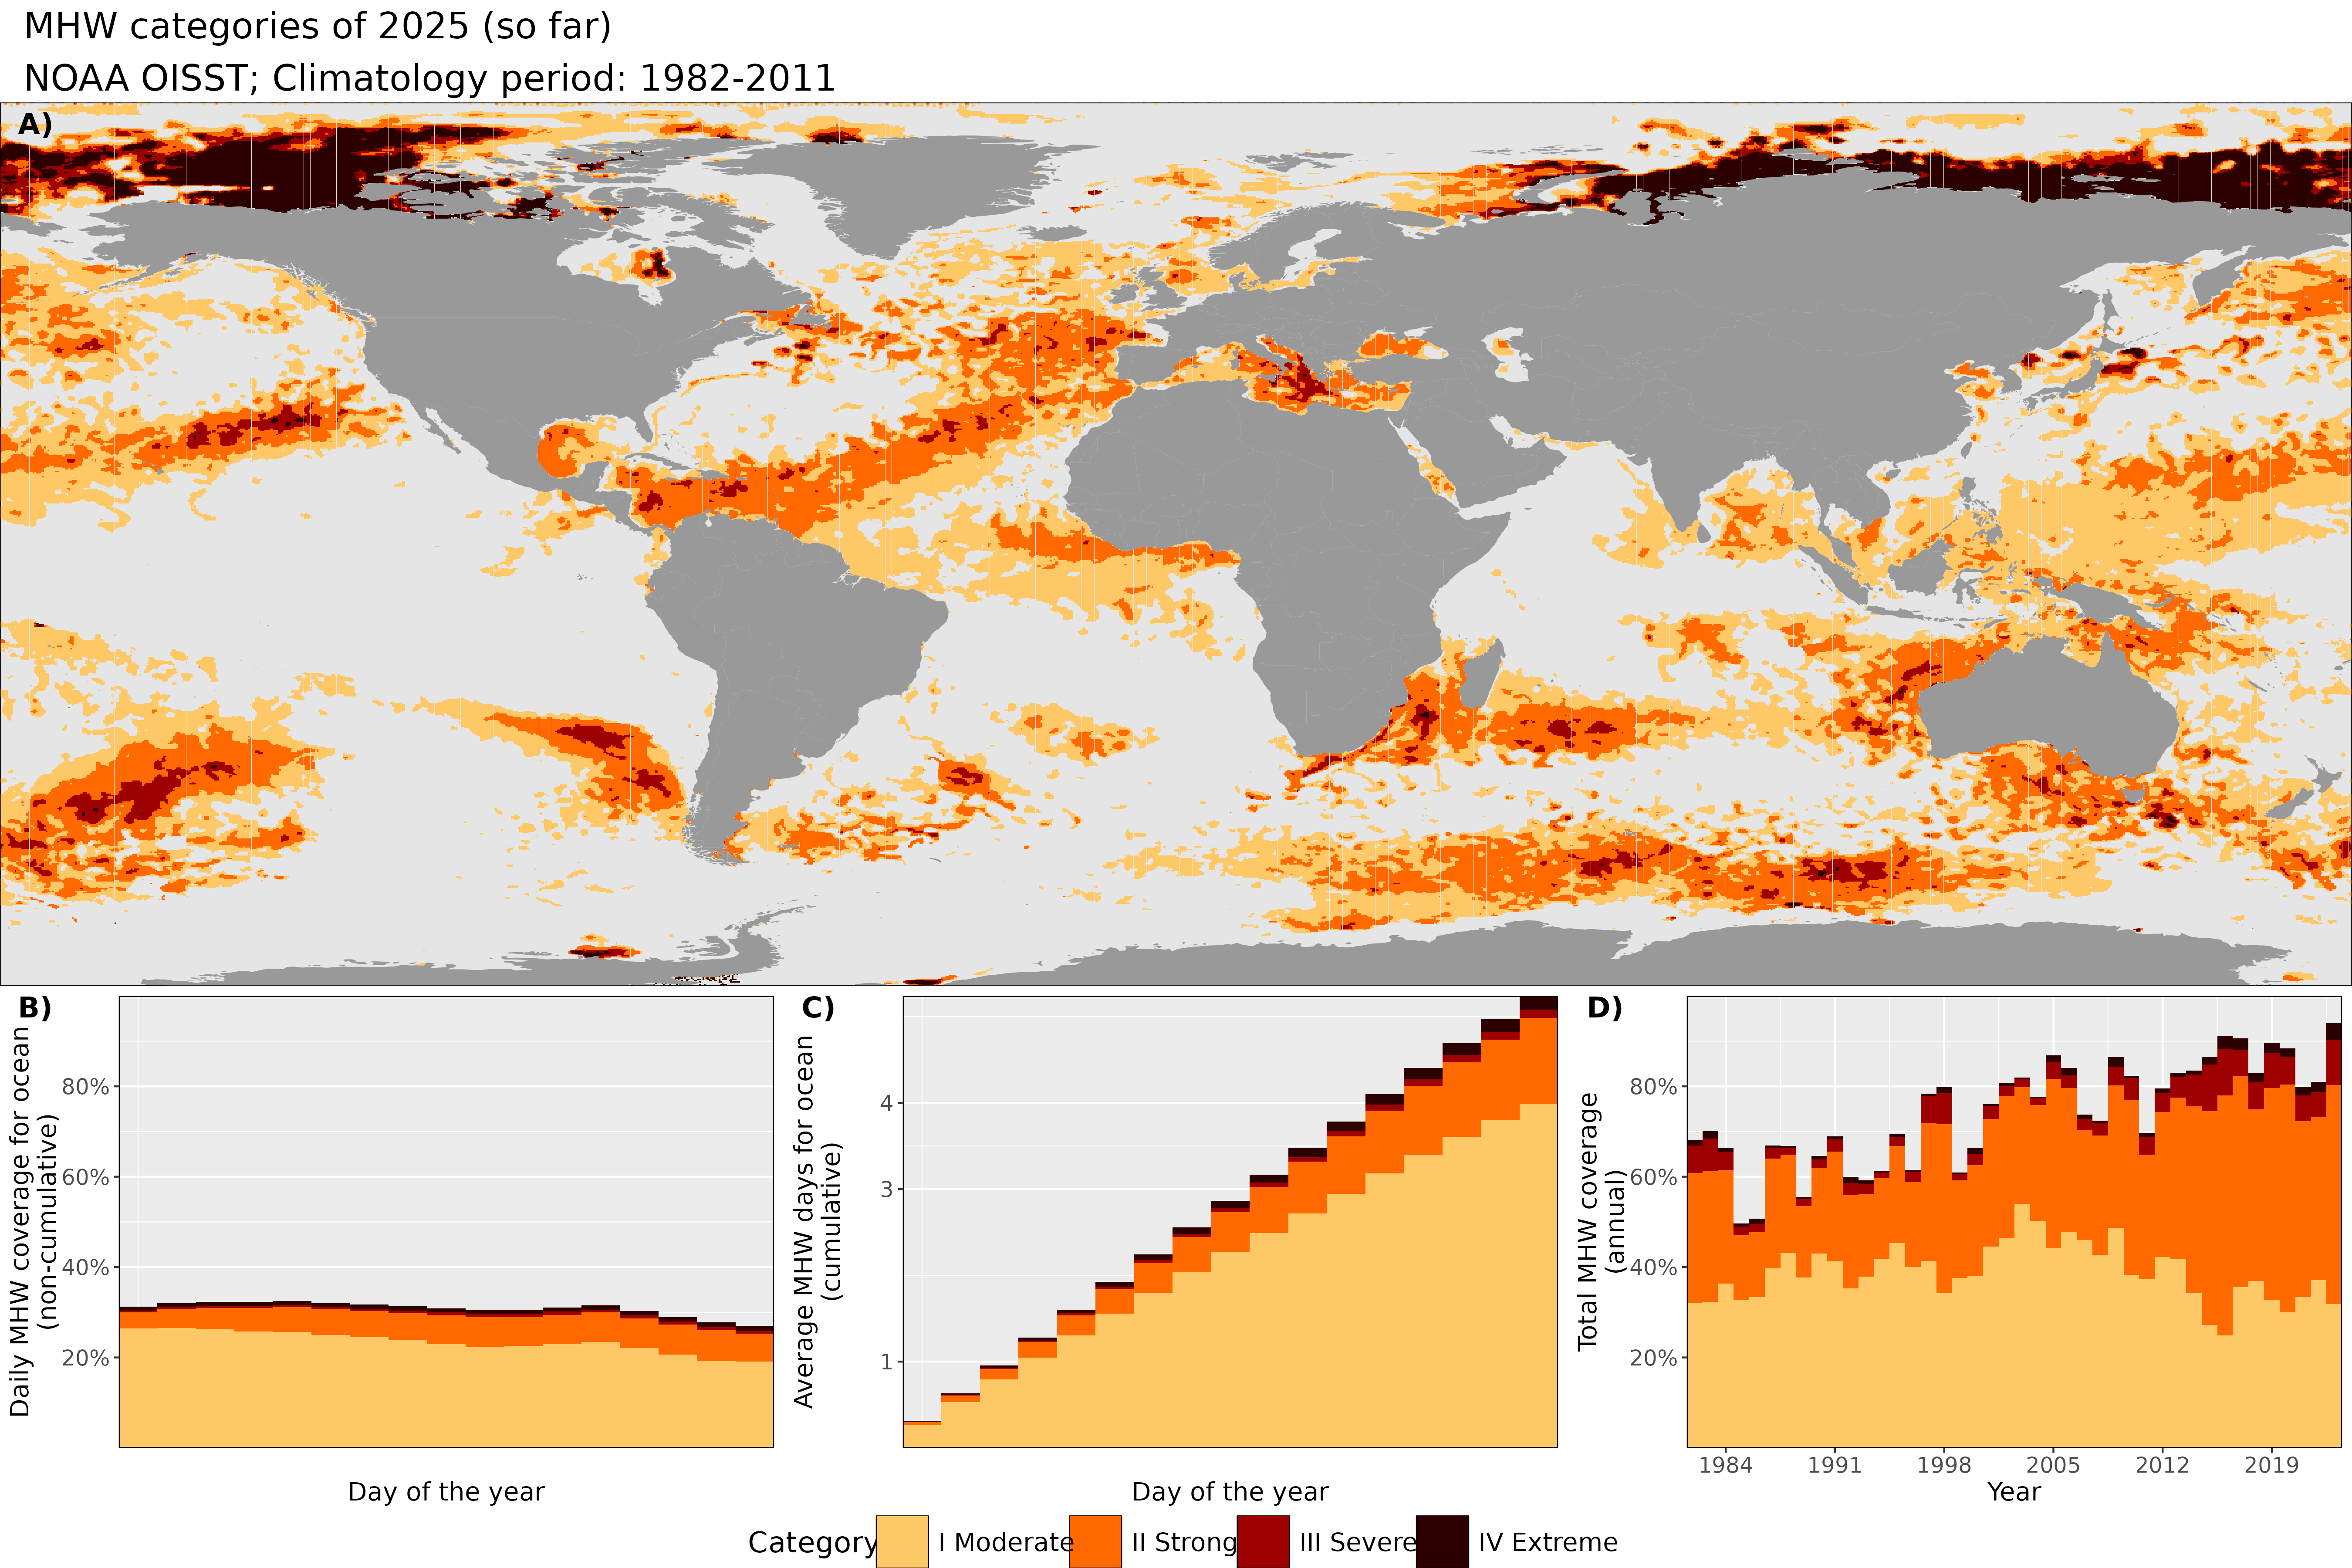 MHW categories of 2025 (so far)
NOAA OISST; Climatology period: 1982-2011
A)
B)
Daily MHW coverage for ocean
(non-cumulative)
80%
60%
40%
20%
Day of the year
C)
Average MHW days for ocean
(cumulative)
4
3
1
Day of the year
D)
Total MHW coverage
(annual)
80%
60%
40%
20%
1984 1991 1998 2005 2012 2019
Year
Category I Moderate II Strong III Severe IV Extreme